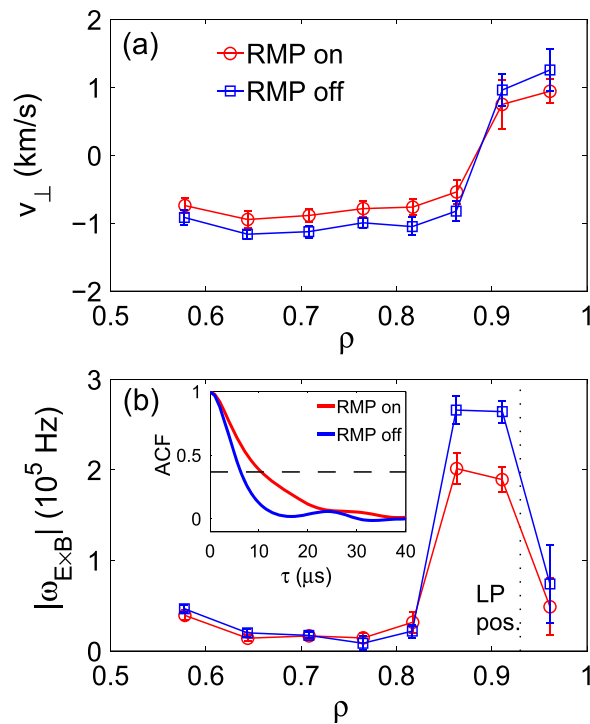 (a)
RMP on
RMP off
v⊥ (km/s)
2
1
0
−1
−2
0.5 0.6 0.7 0.8 0.9 1
ρ
(b)
|ωE×B| (10⁵ Hz)
3
2
1
0
ACF
1
0.5
0
RMP on
RMP off
0 10 20 30 40
τ (μs)
LP
pos.
0.5 0.6 0.7 0.8 0.9 1
ρ